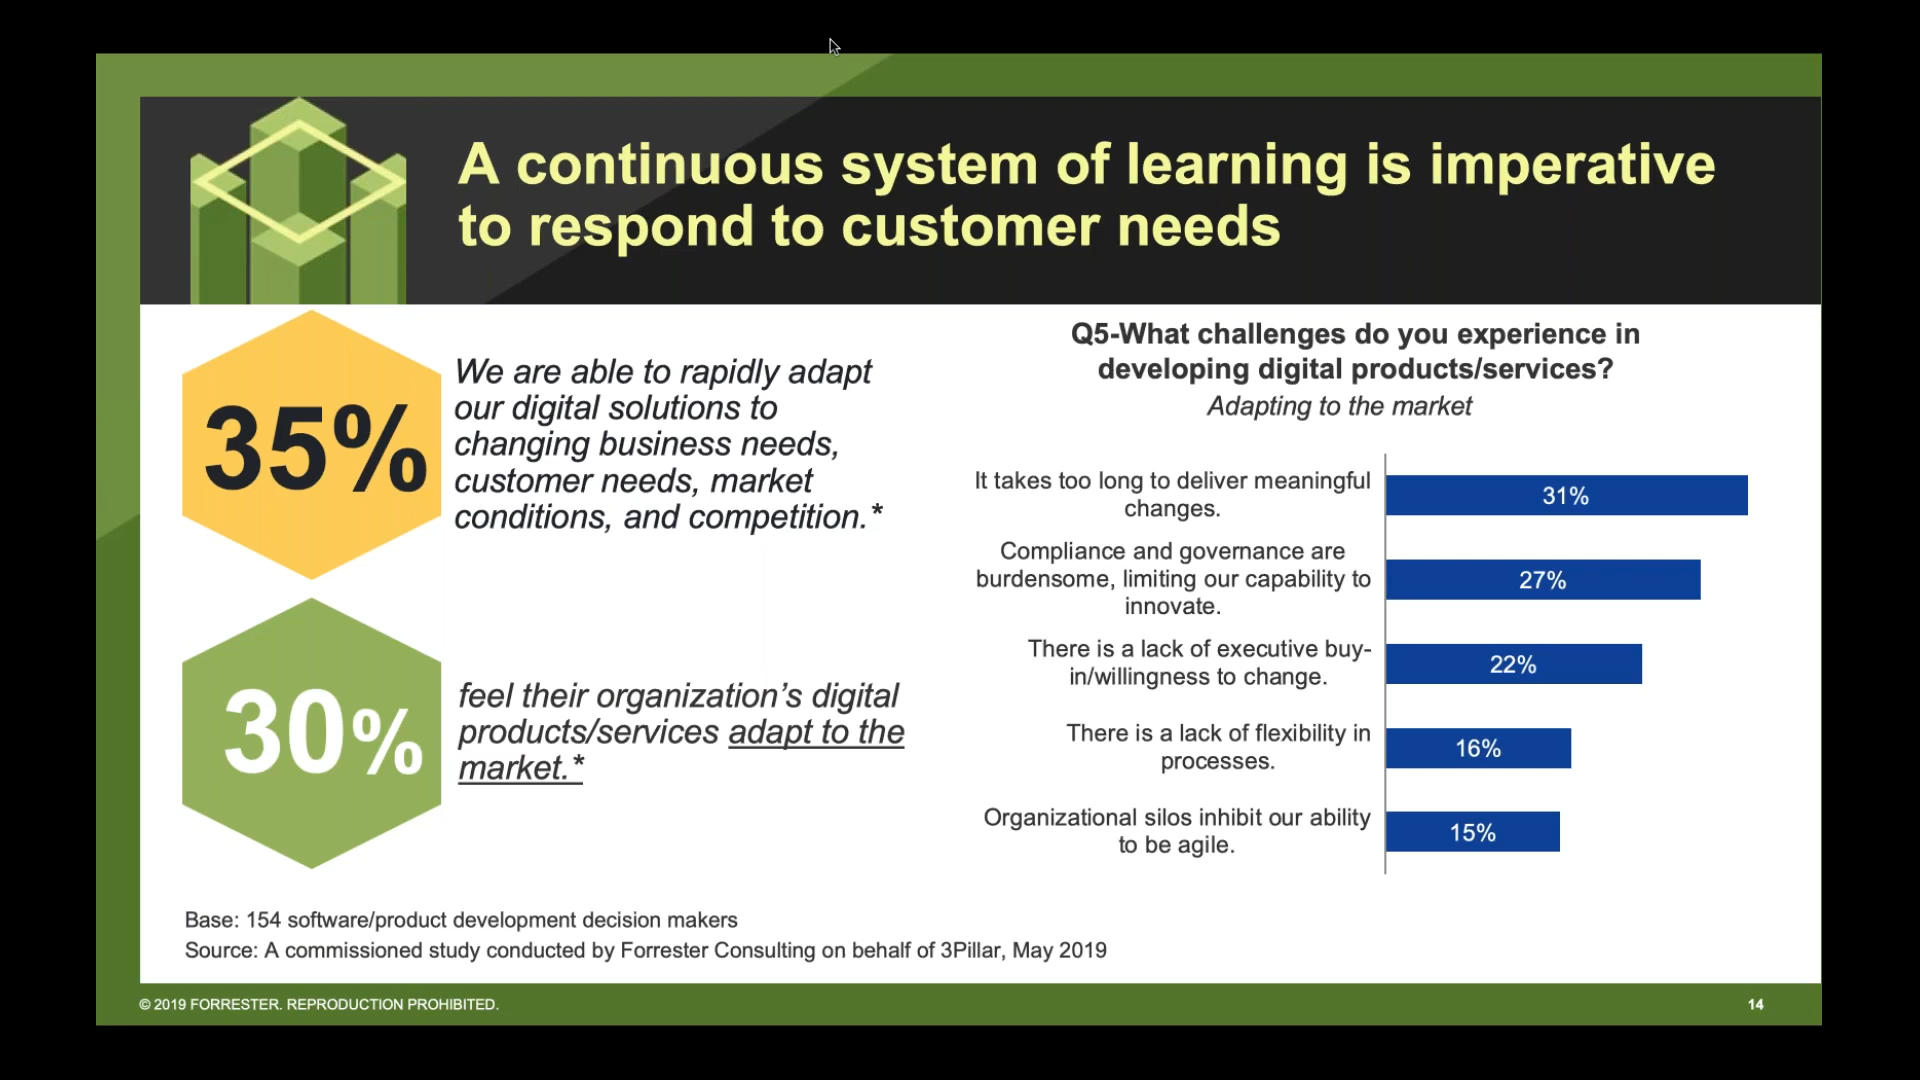 A continuous system of learning is imperative
to respond to customer needs
35%
We are able to rapidly adapt
our digital solutions to
changing business needs,
customer needs, market
conditions, and competition.*
30%
feel their organization’s digital
products/services adapt to the
market.*
Q5-What challenges do you experience in
developing digital products/services?
Adapting to the market
It takes too long to deliver meaningful
changes.
31%
Compliance and governance are
burdensome, limiting our capability to
innovate.
27%
There is a lack of executive buy-
in/willingness to change.
22%
There is a lack of flexibility in
processes.
16%
Organizational silos inhibit our ability
to be agile.
15%
Base: 154 software/product development decision makers
Source: A commissioned study conducted by Forrester Consulting on behalf of 3Pillar, May 2019
© 2019 FORRESTER. REPRODUCTION PROHIBITED.
14